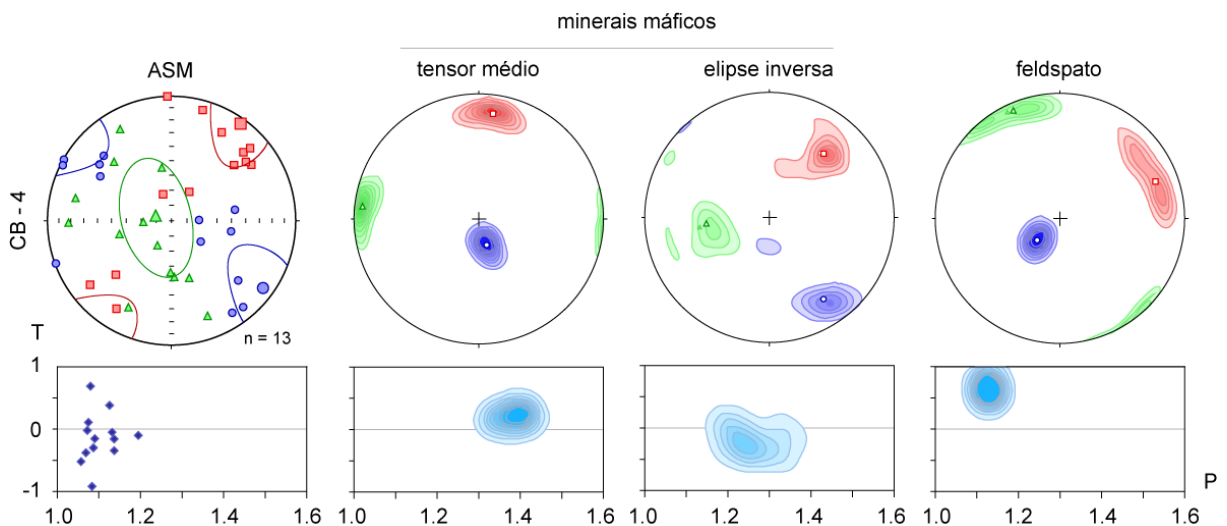 minerais máficos
ASM
tensor médio
elipse inversa
feldspato
CB - 4
n = 13
T
1
0
-1
1.0 1.2 1.4 1.6
1.0 1.2 1.4 1.6
1.0 1.2 1.4 1.6
1.0 1.2 1.4 1.6
P